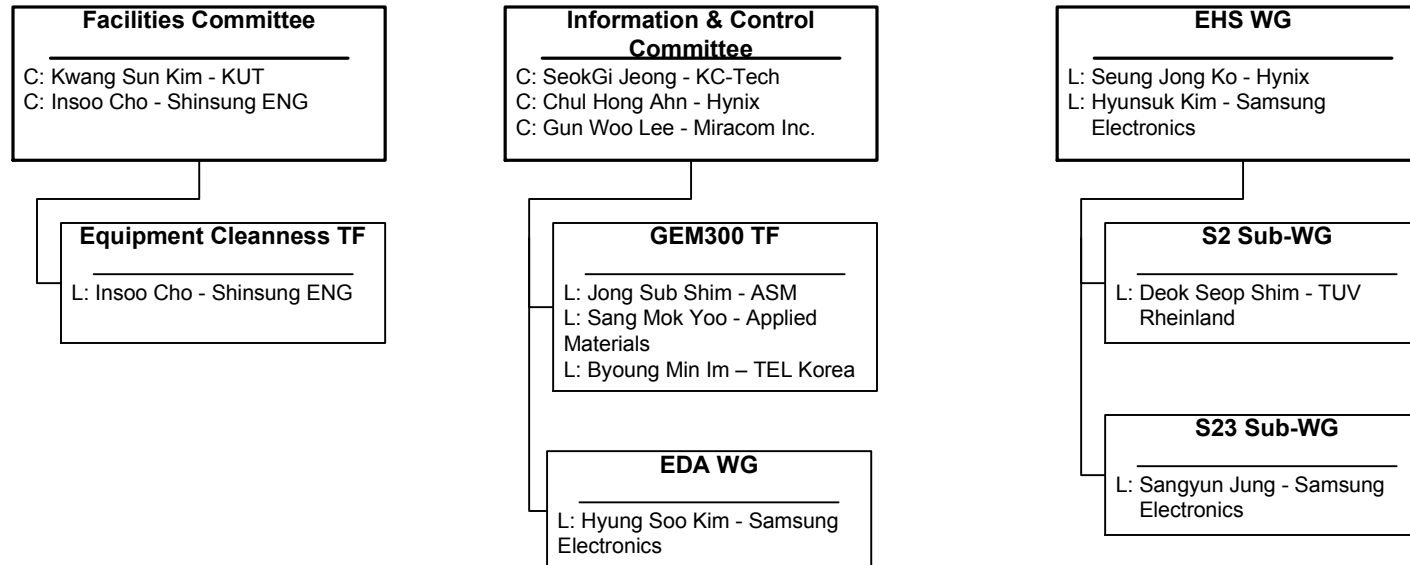 Facilities Committee
C: Kwang Sun Kim - KUT
C: Insoo Cho - Shinsung ENG
Equipment Cleanness TF
L: Insoo Cho - Shinsung ENG
Information & Control
Committee
C: SeokGi Jeong - KC-Tech
C: Chul Hong Ahn - Hynix
C: Gun Woo Lee - Miracom Inc.
GEM300 TF
L: Jong Sub Shim - ASM
L: Sang Mok Yoo - Applied
Materials
L: Byoung Min Im – TEL Korea
EDA WG
L: Hyung Soo Kim - Samsung
Electronics
EHS WG
L: Seung Jong Ko - Hynix
L: Hyunsuk Kim - Samsung
Electronics
S2 Sub-WG
L: Deok Seop Shim - TUV
Rheinland
S23 Sub-WG
L: Sangyun Jung - Samsung
Electronics